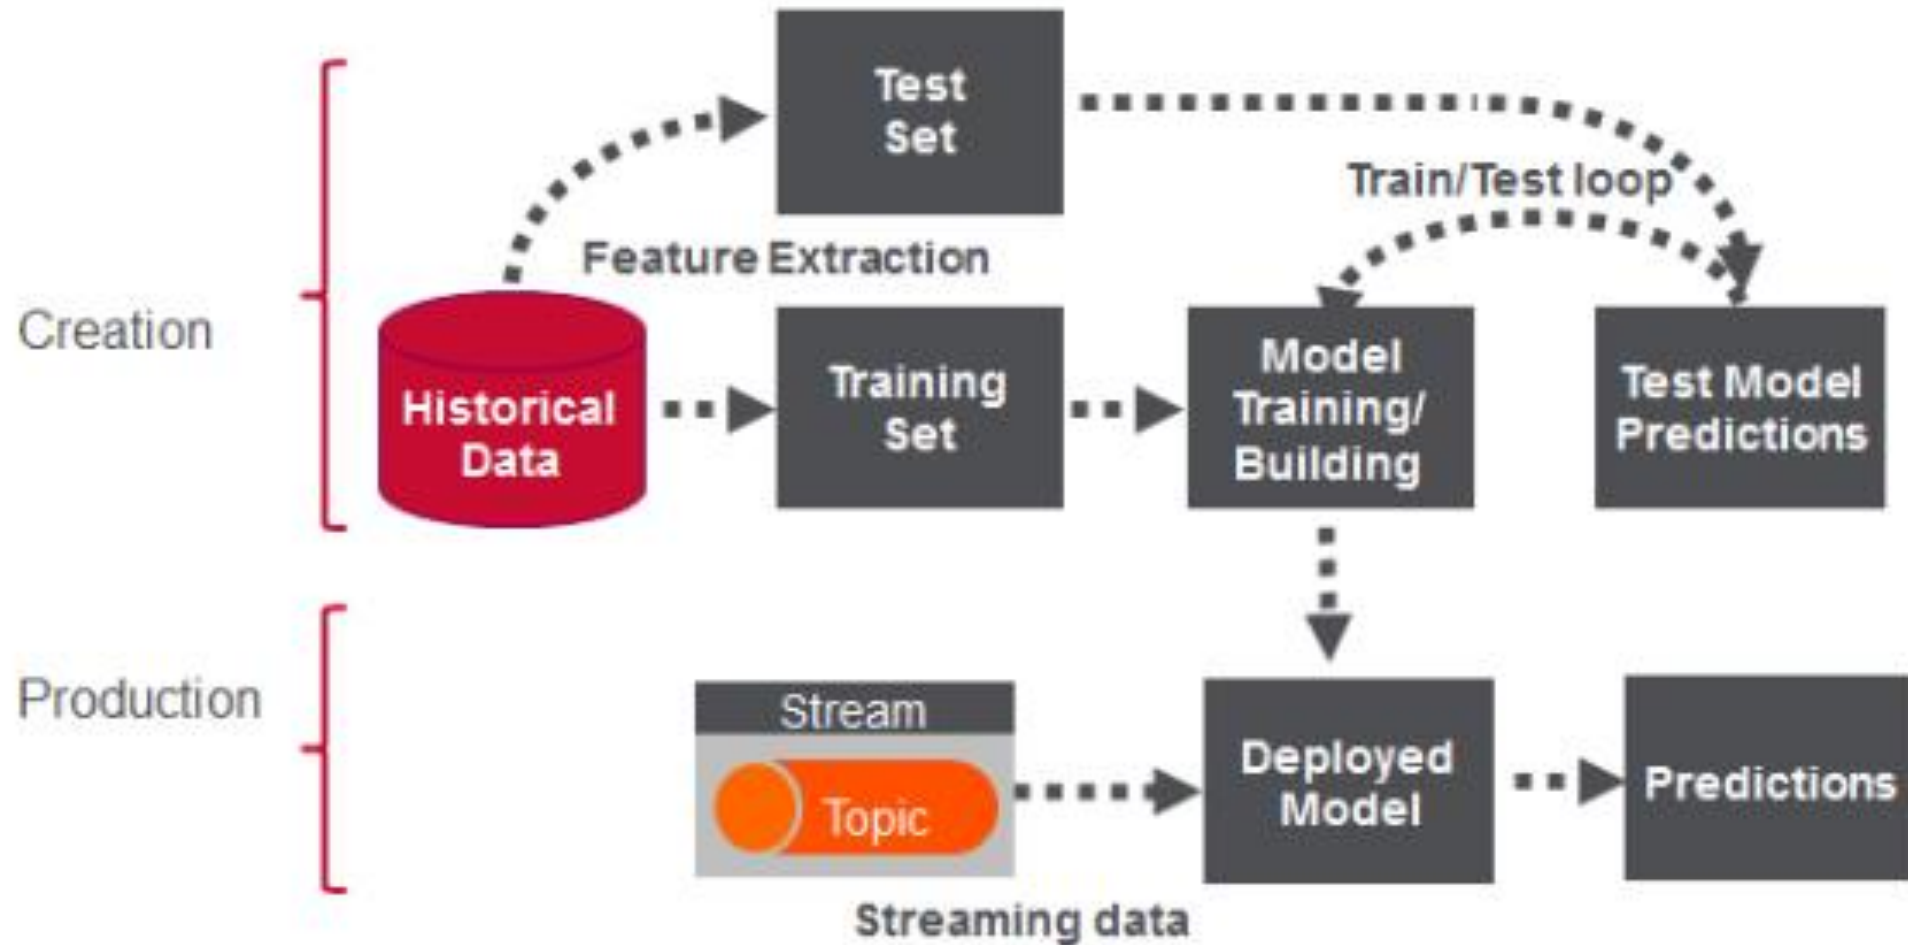 Test
Set
Train/Test loop
Feature Extraction
Creation
Historical
Data
Training
Set
Model
Training/
Building
Test Model
Predictions
Production
Stream
Topic
Deployed
Model
Predictions
Streaming data